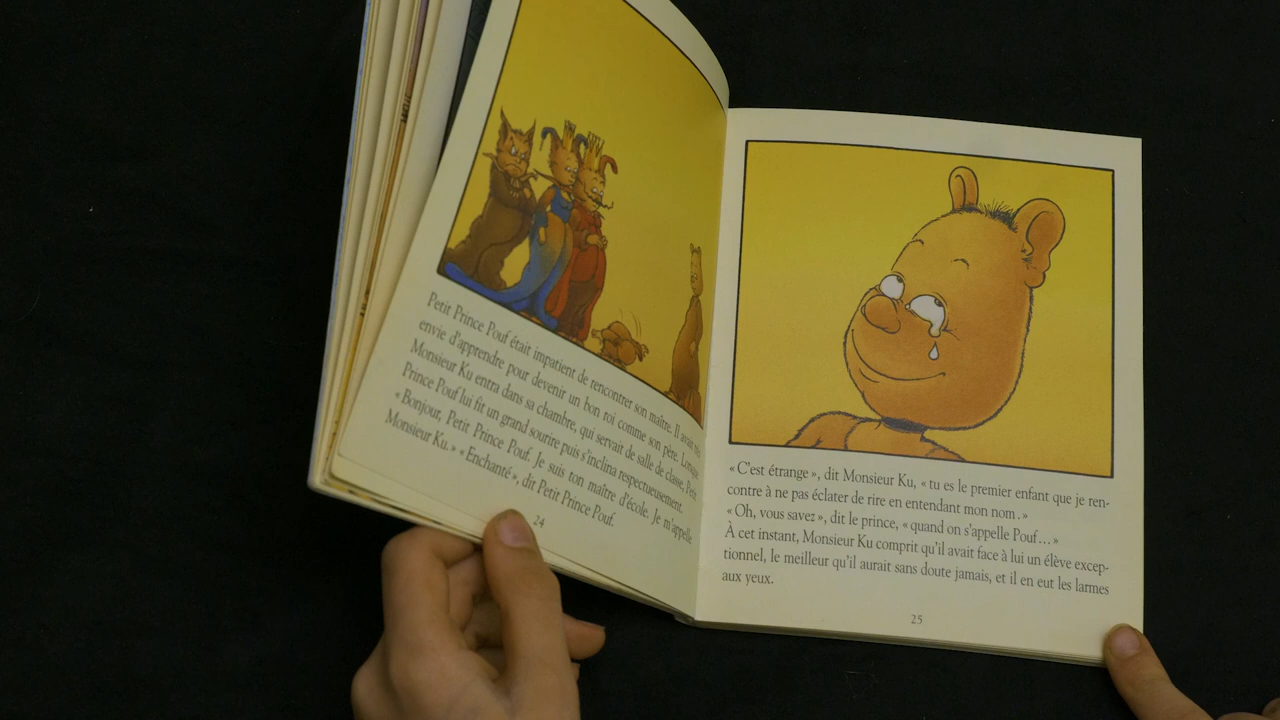 Petit Prince Pouf était impatient de rencontrer son maître. Il avait très
envie d'apprendre pour devenir un bon roi comme son père. Lorsque
Monsieur Ku entra dans sa chambre, qui servait de salle de classe, Petit
Prince Pouf lui fit un grand sourire puis s'inclina respectueusement.
« Bonjour, Petit Prince Pouf. Je suis ton maître d'école. Je m'appelle
Monsieur Ku. » « Enchanté », dit Petit Prince Pouf.
24
« C'est étrange », dit Monsieur Ku, « tu es le premier enfant que je ren-
contre à ne pas éclater de rire en entendant mon nom. »
« Oh, vous savez », dit le prince, « quand on s'appelle Pouf… »
À cet instant, Monsieur Ku comprit qu'il avait face à lui un élève excep-
tionnel, le meilleur qu'il aurait sans doute jamais, et il en eut les larmes
aux yeux.
25